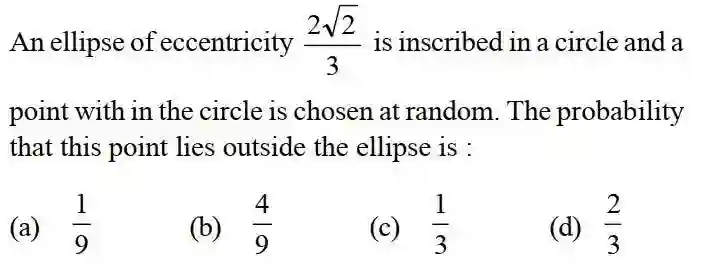 An ellipse of eccentricity \frac{2\sqrt{2}}{3} is inscribed in a circle and a
point with in the circle is chosen at random. The probability
that this point lies outside the ellipse is :
(a) \frac{1}{9} (b) \frac{4}{9} (c) \frac{1}{3} (d) \frac{2}{3}